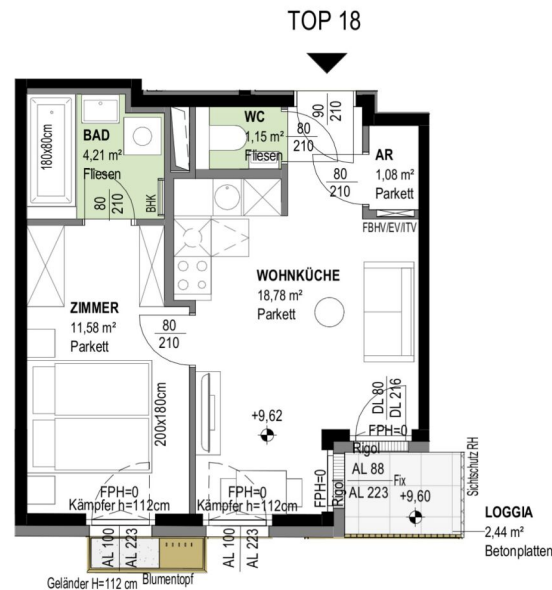 TOP 18
90
210
WC
1,15 m²
Fliesen
80
210
BAD
4,21 m²
Fliesen
180x80cm
80
210
BHK
AR
1,08 m²
Parkett
80
210
FBHV/EV/ITV
WOHNKÜCHE
18,78 m²
Parkett
ZIMMER
11,58 m²
Parkett
80
210
200x180cm
+9,62
DL 80
DL 216
FPH=0
Rigol
FPH=0
Rigol
AL 88
AL 223
Fix
+9,60
Sichtschutz RH
LOGGIA
2,44 m²
Betonplatten
FPH=0
Kämpfer h=112cm
FPH=0
Kämpfer h=112cm
AL 100
AL 223
AL 100
AL 223
Geländer H=112 cm
Blumentopf